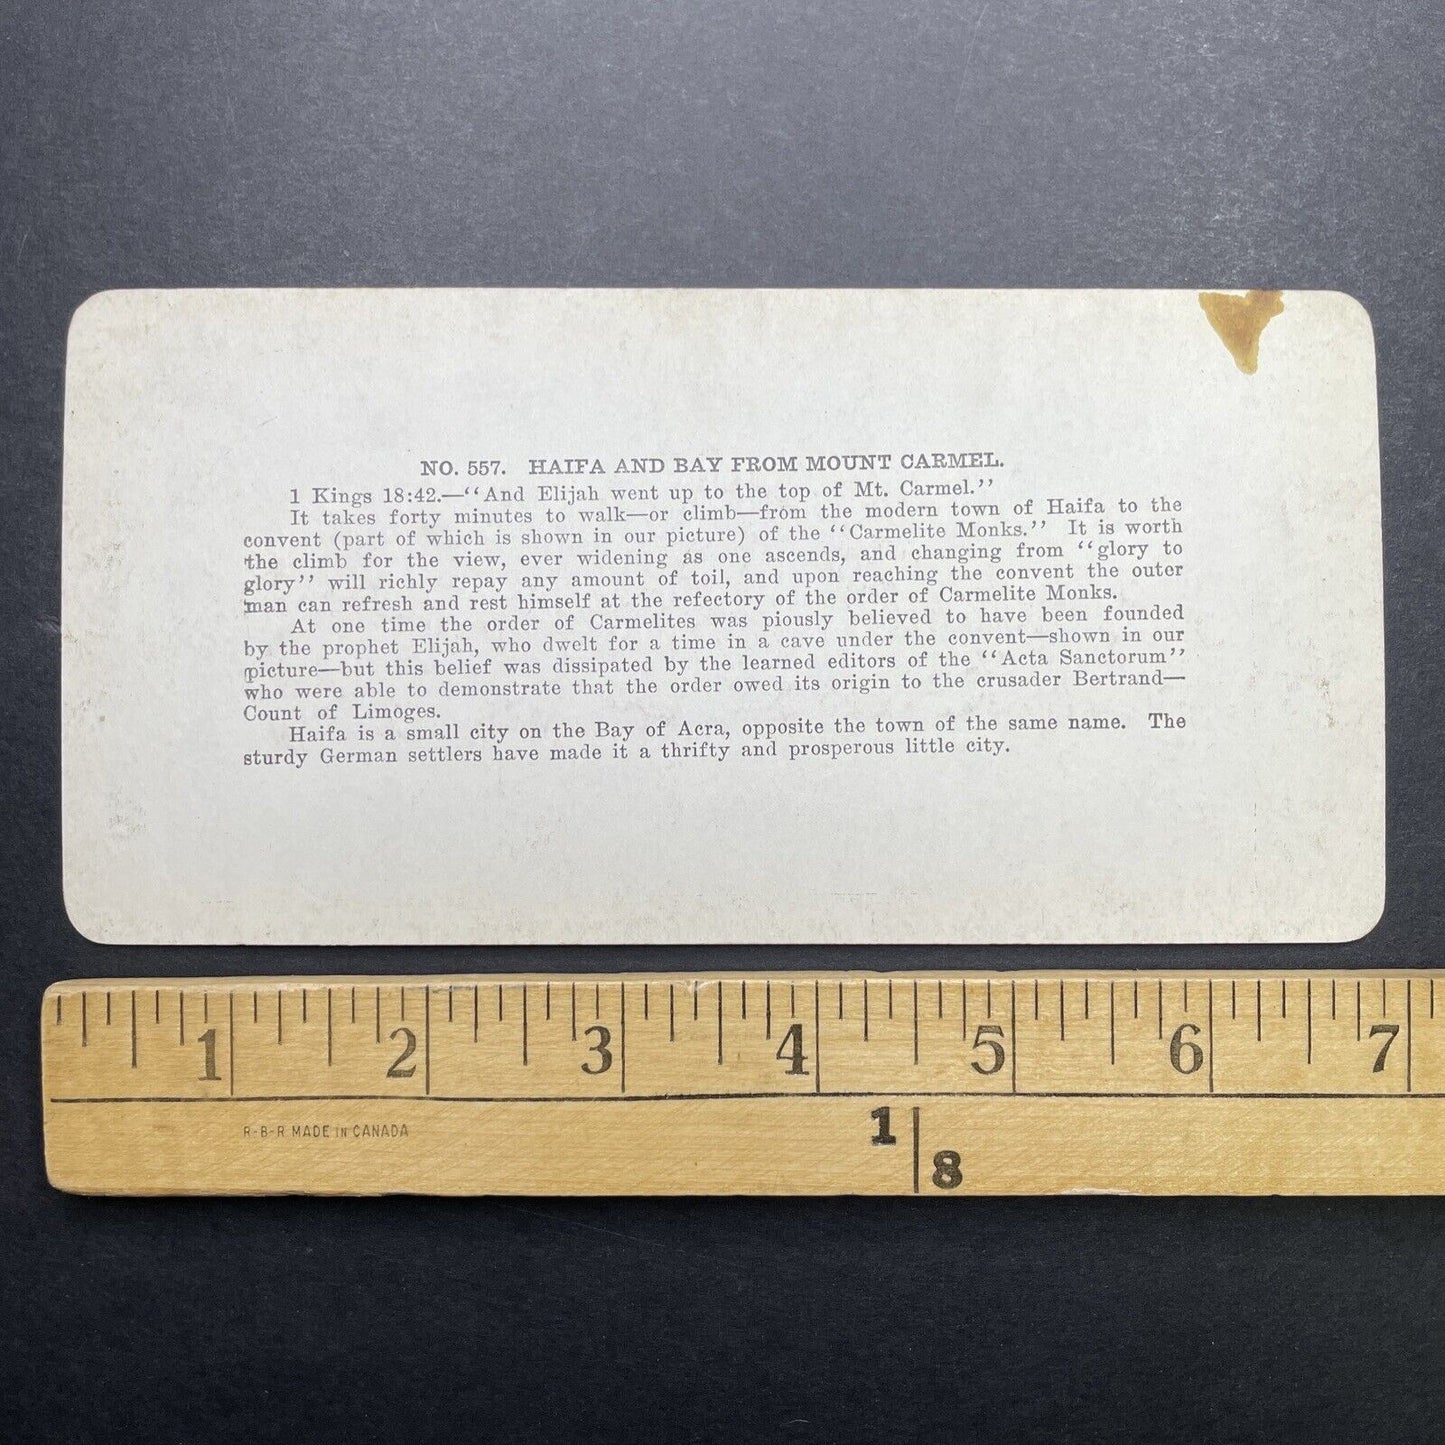 NO. 557. HAIFA AND BAY FROM MOUNT CARMEL.
1 Kings 18:42.—‘‘And Elijah went up to the top of Mt. Carmel.’’
It takes forty minutes to walk—or climb—from the modern town of Haifa to the
convent (part of which is shown in our picture) of the ‘‘Carmelite Monks.’’ It is worth
the climb for the view, ever widening as one ascends, and changing from ‘‘glory to
glory’’ will richly repay any amount of toil, and upon reaching the convent the outer
man can refresh and rest himself at the refectory of the order of Carmelite Monks.
At one time the order of Carmelites was piously believed to have been founded
by the prophet Elijah, who dwelt for a time in a cave under the convent—shown in our
picture—but this belief was dissipated by the learned editors of the ‘‘Acta Sanctorum’’
who were able to demonstrate that the order owed its origin to the crusader Bertrand—
Count of Limoges.
Haifa is a small city on the Bay of Acra, opposite the town of the same name. The
sturdy German settlers have made it a thrifty and prosperous little city.
1 2 3 4 5 6 7
R-B-R MADE IN CANADA
1 8